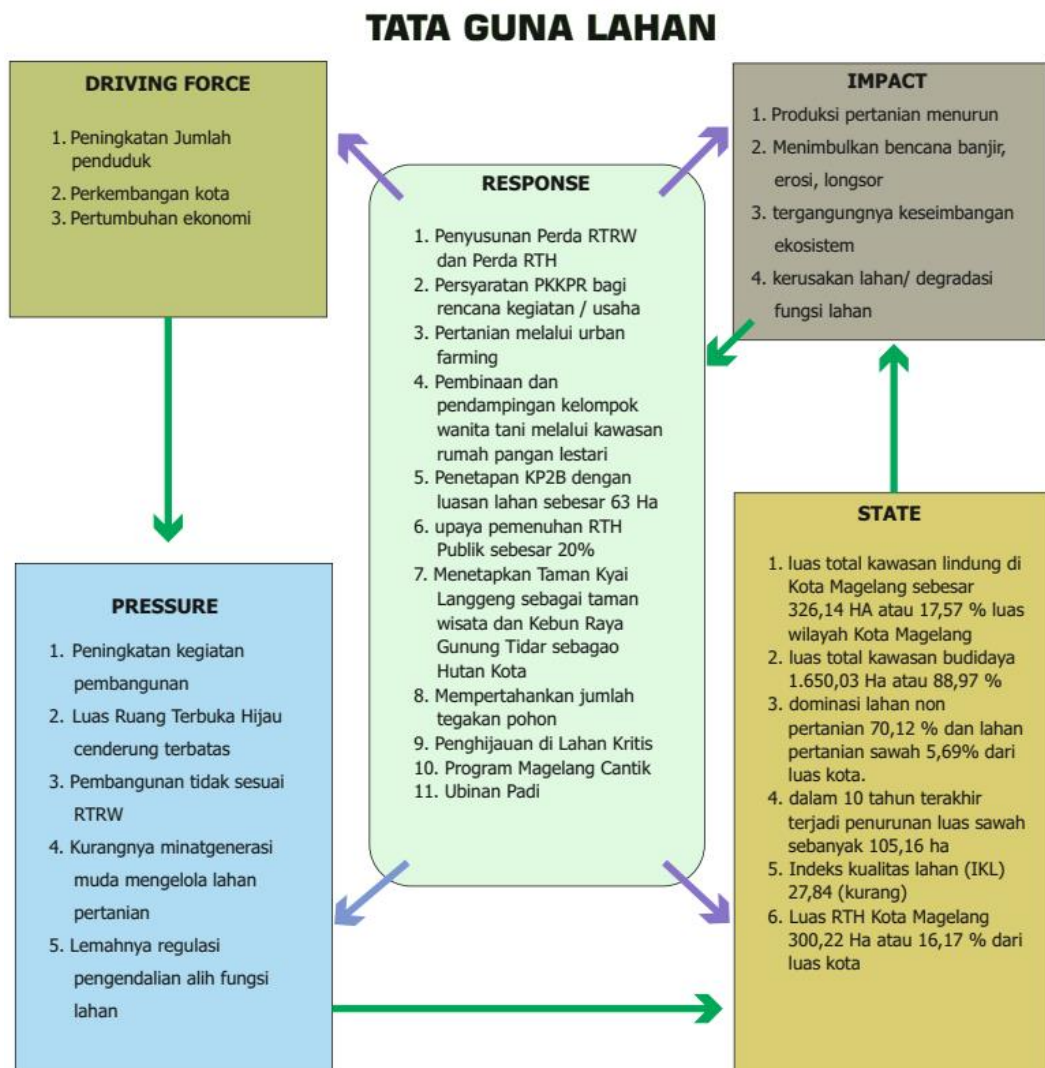 TATA GUNA LAHAN
DRIVING FORCE
1. Peningkatan Jumlah
penduduk
2. Perkembangan kota
3. Pertumbuhan ekonomi
RESPONSE
1. Penyusunan Perda RTRW
dan Perda RTH
2. Persyaratan PKKPR bagi
rencana kegiatan / usaha
3. Pertanian melalui urban
farming
4. Pembinaan dan
pendampingan kelompok
wanita tani melalui kawasan
rumah pangan lestari
5. Penetapan KP2B dengan
luasan lahan sebesar 63 Ha
6. upaya pemenuhan RTH
Publik sebesar 20%
7. Menetapkan Taman Kyai
Langgeng sebagai taman
wisata dan Kebun Raya
Gunung Tidar sebagao
Hutan Kota
8. Mempertahankan jumlah
tegakan pohon
9. Penghijauan di Lahan Kritis
10. Program Magelang Cantik
11. Ubinan Padi
IMPACT
1. Produksi pertanian menurun
2. Menimbulkan bencana banjir,
erosi, longsor
3. tergangungnya keseimbangan
ekosistem
4. kerusakan lahan/ degradasi
fungsi lahan
PRESSURE
1. Peningkatan kegiatan
pembangunan
2. Luas Ruang Terbuka Hijau
cenderung terbatas
3. Pembangunan tidak sesuai
RTRW
4. Kurangnya minatgenerasi
muda mengelola lahan
pertanian
5. Lemahnya regulasi
pengendalian alih fungsi
lahan
STATE
1. luas total kawasan lindung di
Kota Magelang sebesar
326,14 HA atau 17,57 % luas
wilayah Kota Magelang
2. luas total kawasan budidaya
1.650,03 Ha atau 88,97 %
3. dominasi lahan non
pertanian 70,12 % dan lahan
pertanian sawah 5,69% dari
luas kota.
4. dalam 10 tahun terakhir
terjadi penurunan luas sawah
sebanyak 105,16 ha
5. Indeks kualitas lahan (IKL)
27,84 (kurang)
6. Luas RTH Kota Magelang
300,22 Ha atau 16,17 % dari
luas kota